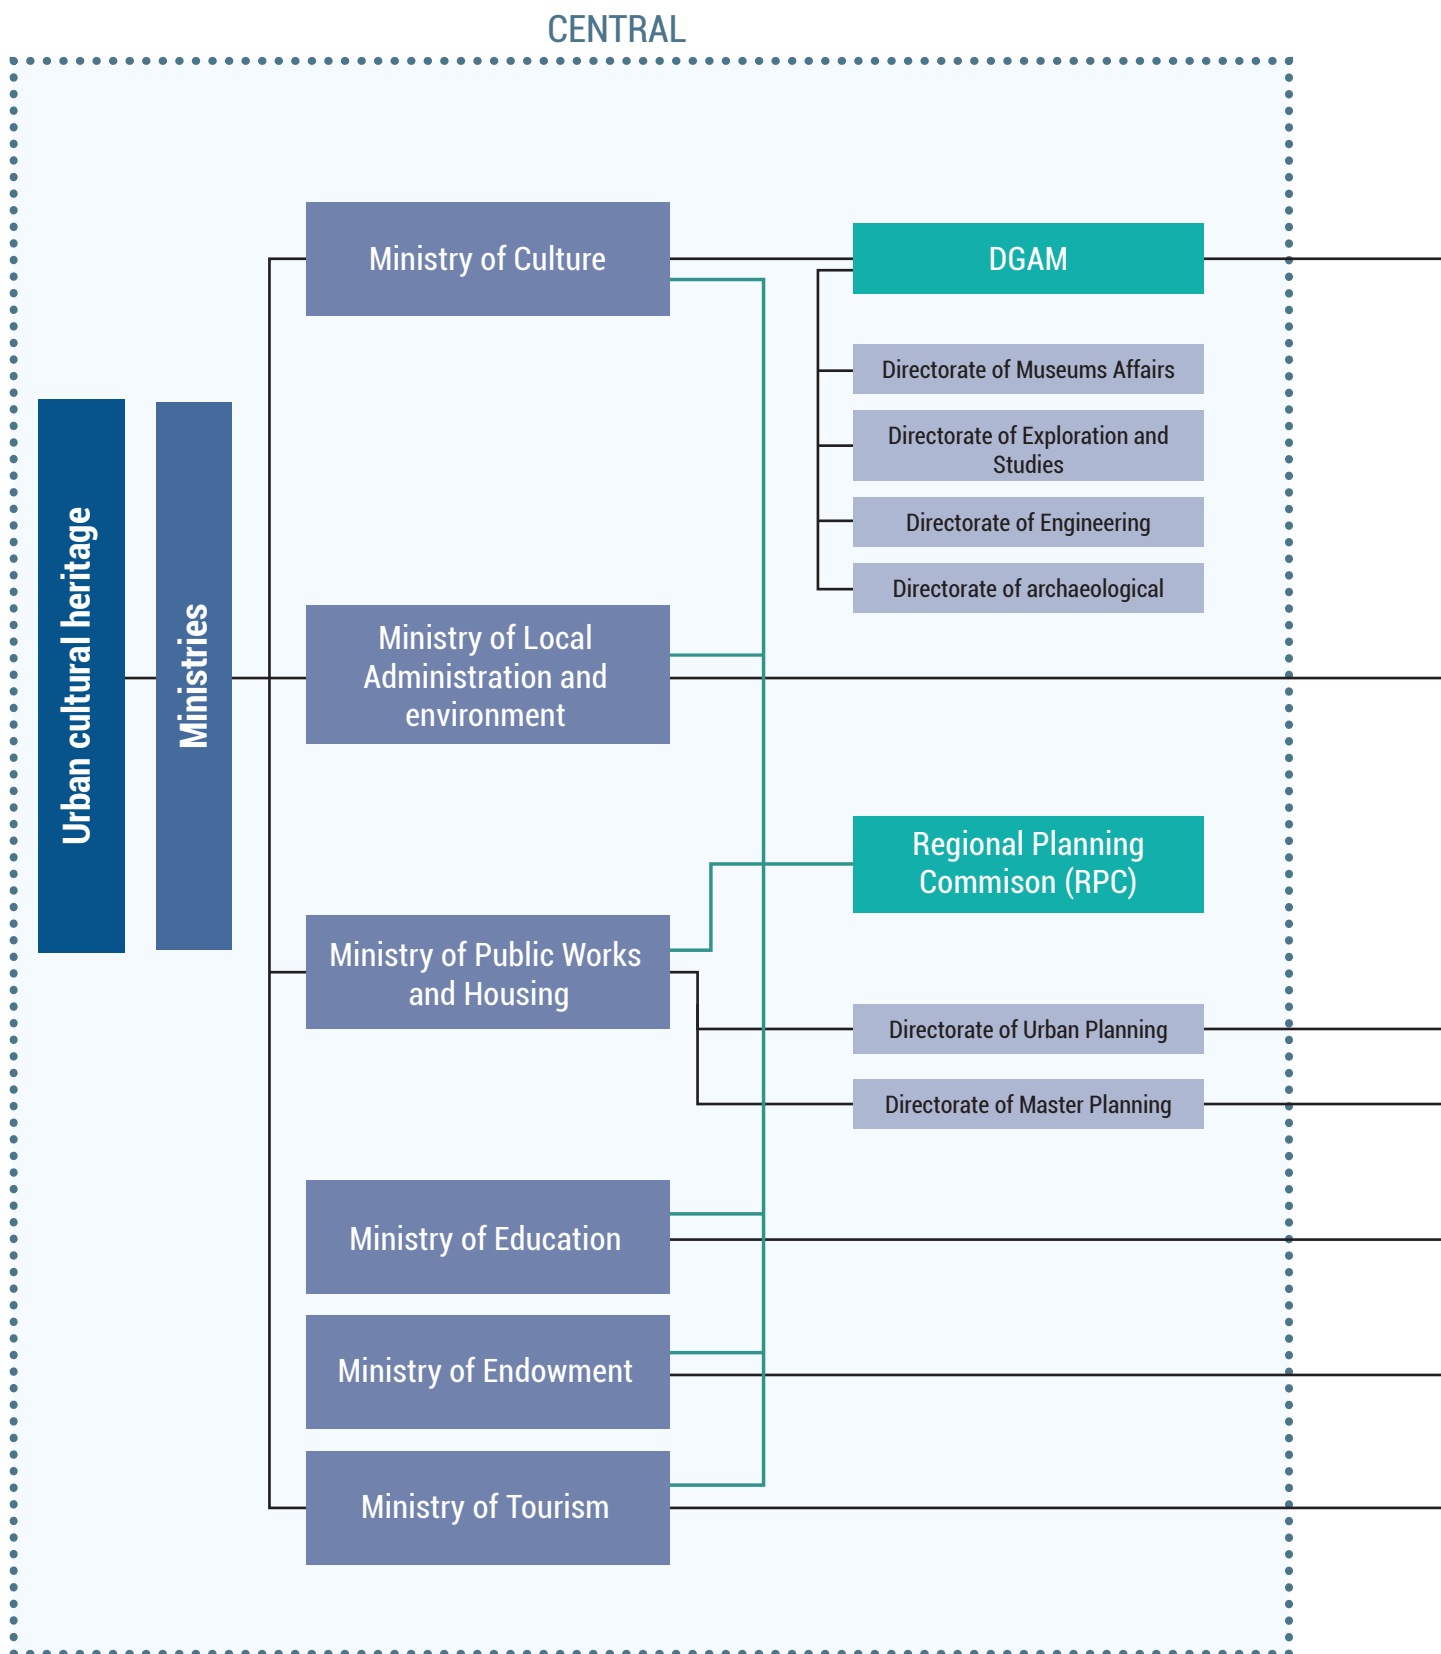 CENTRAL
Urban cultural heritage
Ministries
Ministry of Culture
DGAM
Directorate of Museums Affairs
Directorate of Exploration and
Studies
Directorate of Engineering
Directorate of archaeological
Ministry of Local
Administration and
environment
Regional Planning
Commison (RPC)
Ministry of Public Works
and Housing
Directorate of Urban Planning
Directorate of Master Planning
Ministry of Education
Ministry of Endowment
Ministry of Tourism